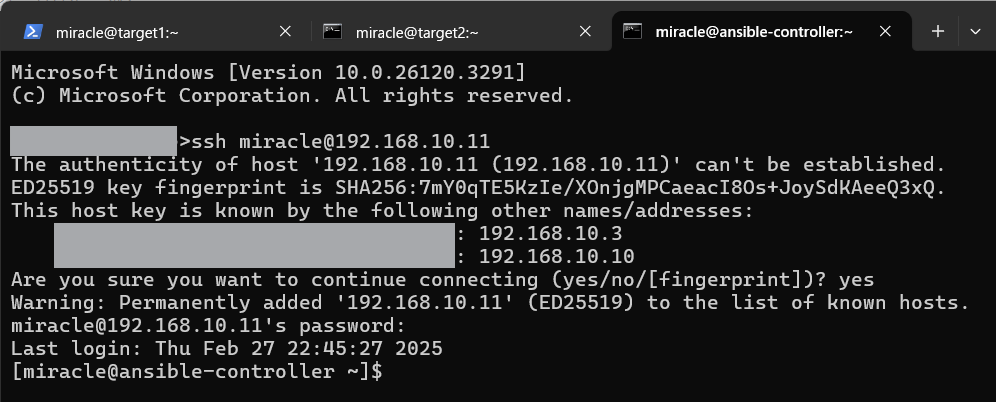 miracle@target1:~
miracle@target2:~
miracle@ansible-controller:~
Microsoft Windows [Version 10.0.26120.3291]
(c) Microsoft Corporation. All rights reserved.
>ssh miracle@192.168.10.11
The authenticity of host '192.168.10.11 (192.168.10.11)' can't be established.
ED25519 key fingerprint is SHA256:7mY0qTE5KzIe/XOnjgMPCaeacI8Os+JoySdKAeeQ3xQ.
This host key is known by the following other names/addresses:
: 192.168.10.3
: 192.168.10.10
Are you sure you want to continue connecting (yes/no/[fingerprint])? yes
Warning: Permanently added '192.168.10.11' (ED25519) to the list of known hosts.
miracle@192.168.10.11's password:
Last login: Thu Feb 27 22:45:27 2025
[miracle@ansible-controller ~]$